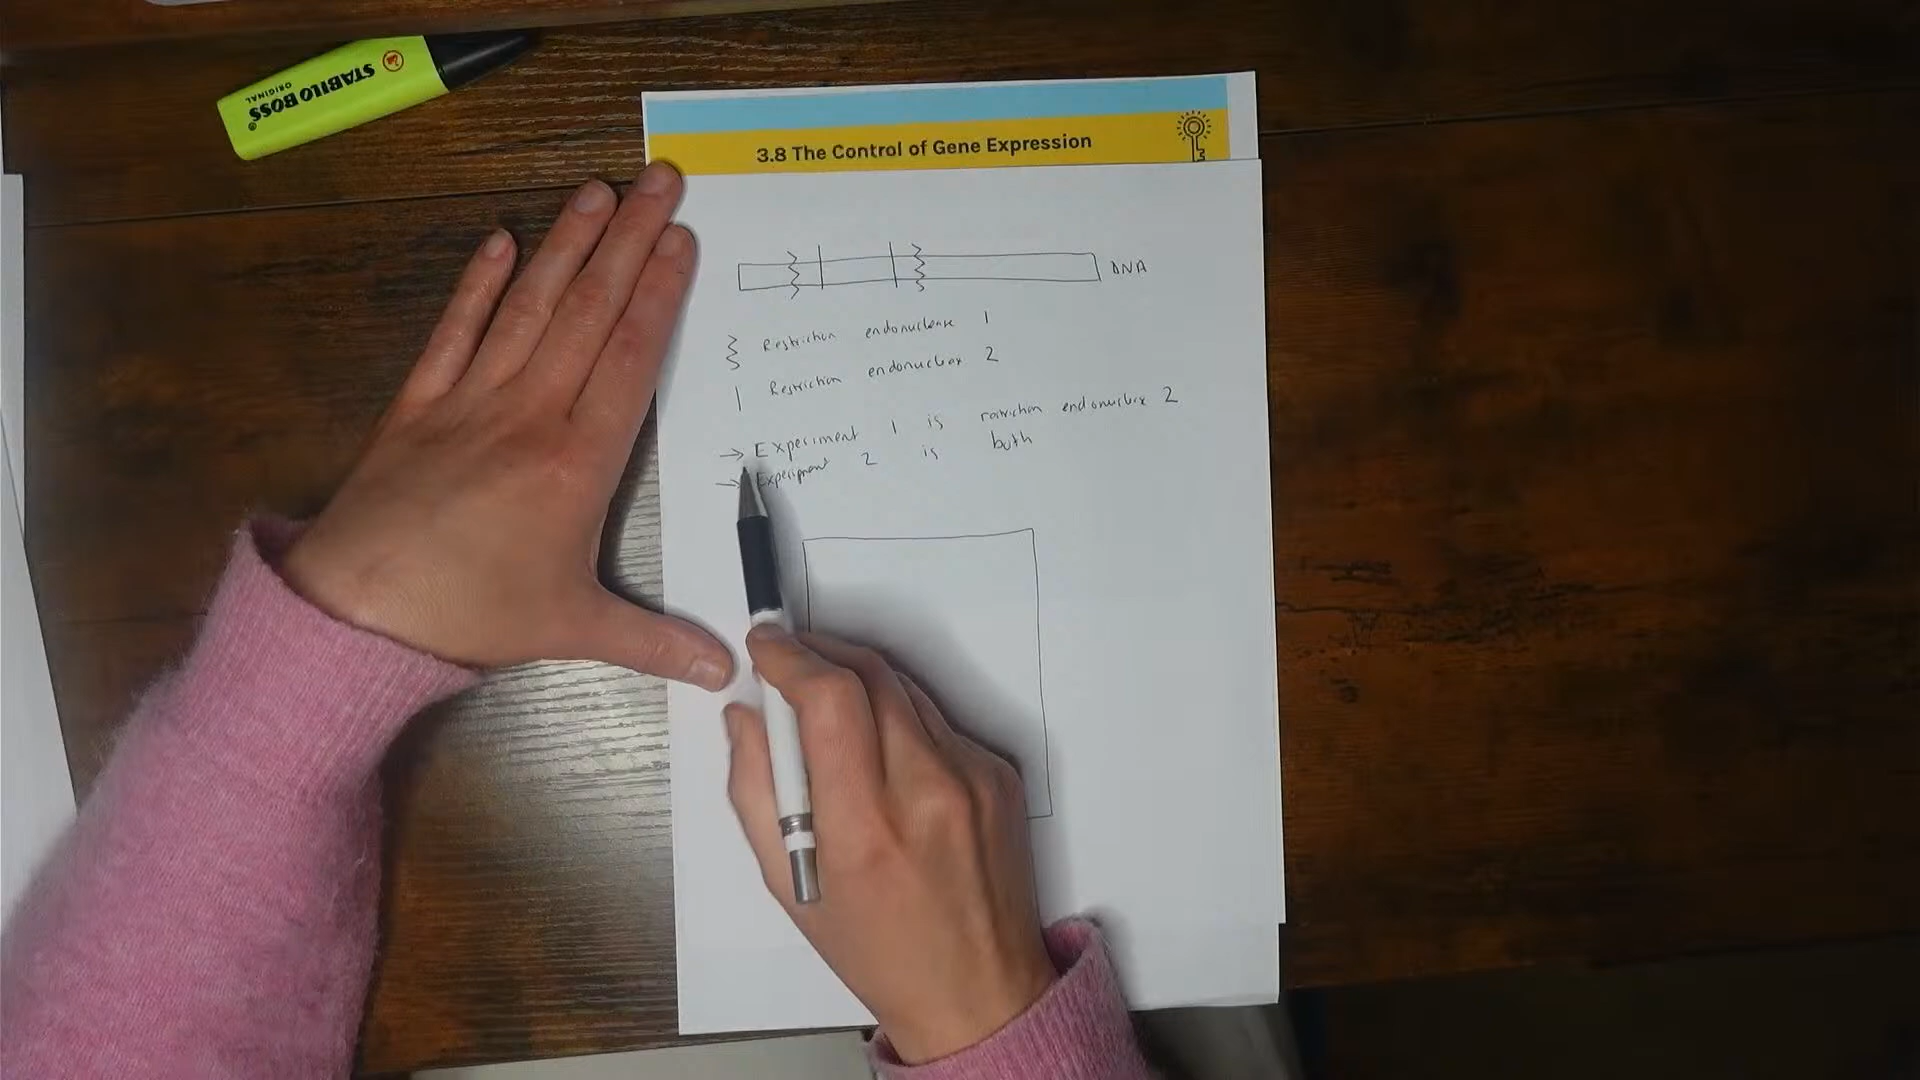 STABILO BOSS
ORIGINAL
3.8 The Control of Gene Expression
DNA
Restriction endonuclease 1
Restriction endonuclease 2
→ Experiment 1 is restriction endonuclease 2
→ Experiment 2 is both